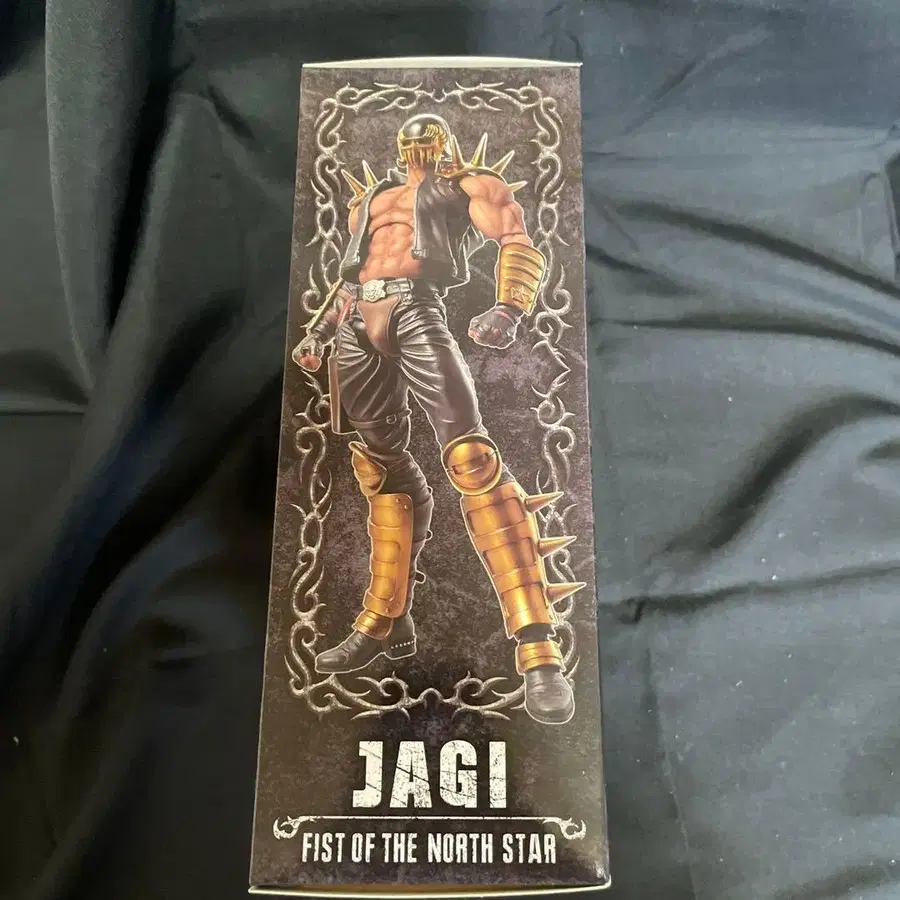 JAGI
FIST OF THE NORTH STAR